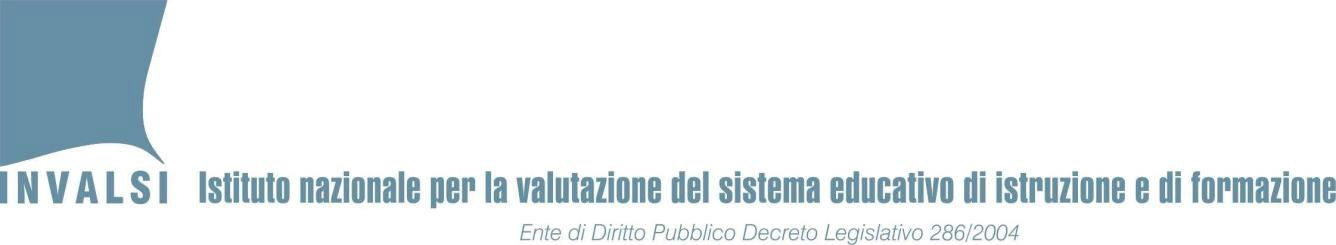 INVALSI Istituto nazionale per la valutazione del sistema educativo di istruzione e di formazione
Ente di Diritto Pubblico Decreto Legislativo 286/2004